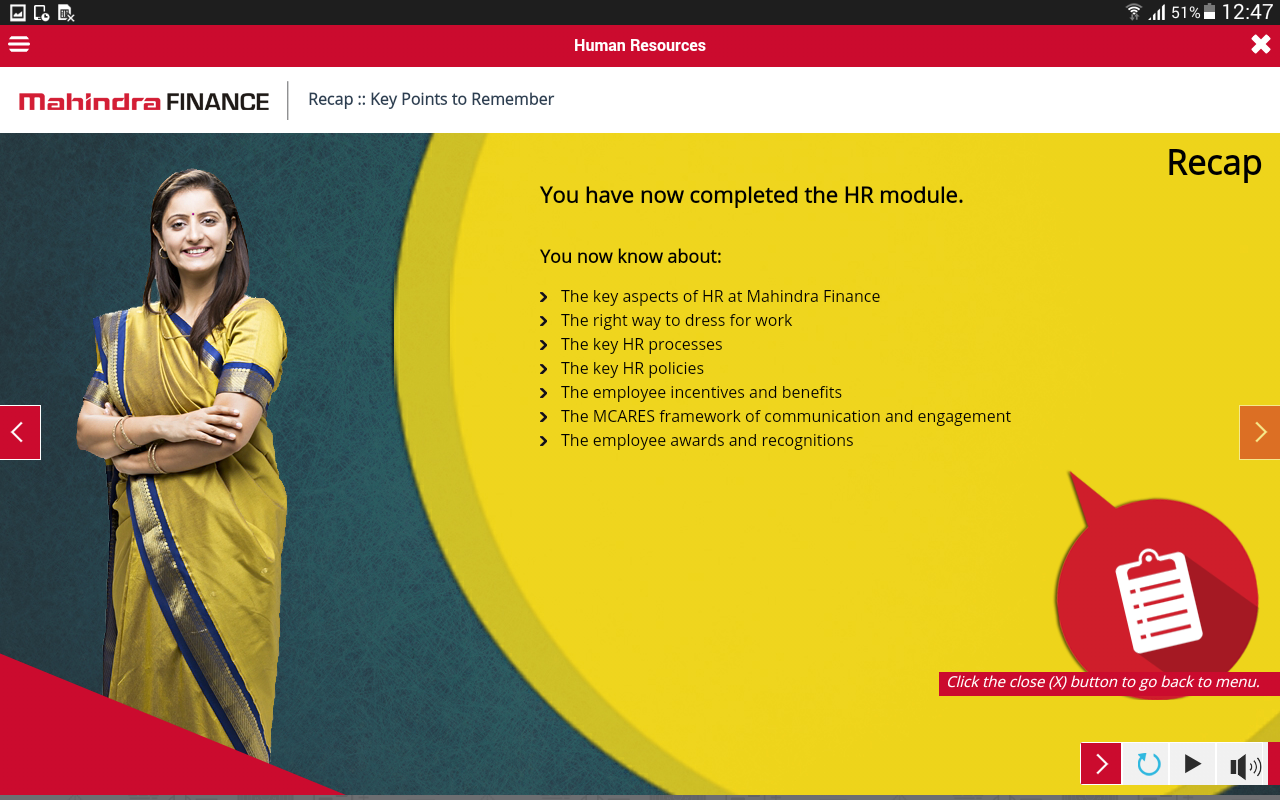 51% 12:47
Human Resources
Mahindra FINANCE
Recap :: Key Points to Remember
Recap
You have now completed the HR module.
You now know about:
The key aspects of HR at Mahindra Finance
The right way to dress for work
The key HR processes
The key HR policies
The employee incentives and benefits
The MCARES framework of communication and engagement
The employee awards and recognitions
Click the close (X) button to go back to menu.